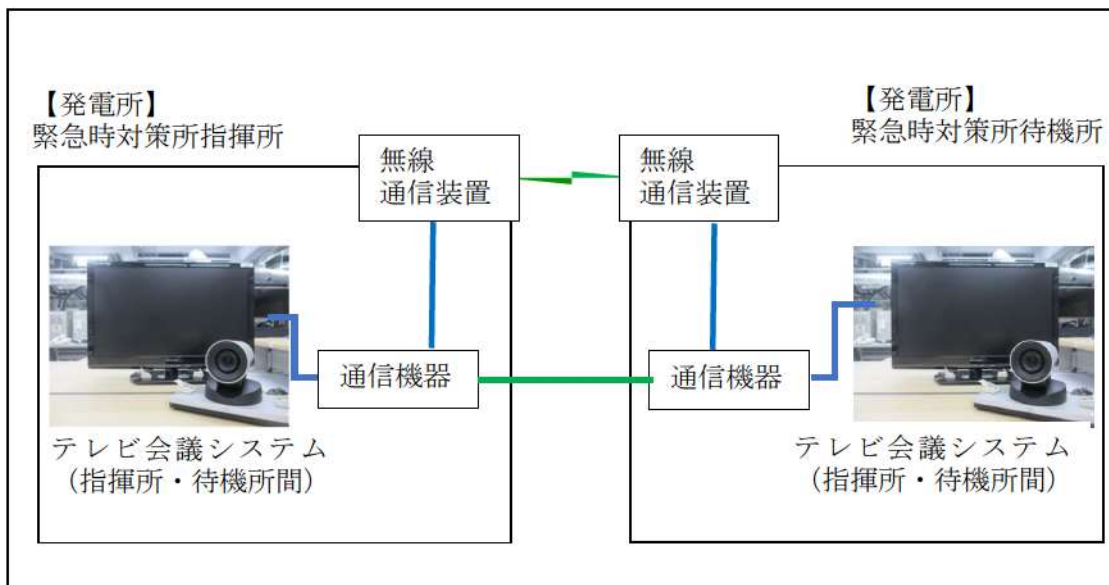 【発電所】
緊急時対策所指揮所
【発電所】
緊急時対策所待機所
無線
通信装置
無線
通信装置
通信機器
通信機器
テレビ会議システム
（指揮所・待機所間）
テレビ会議システム
（指揮所・待機所間）